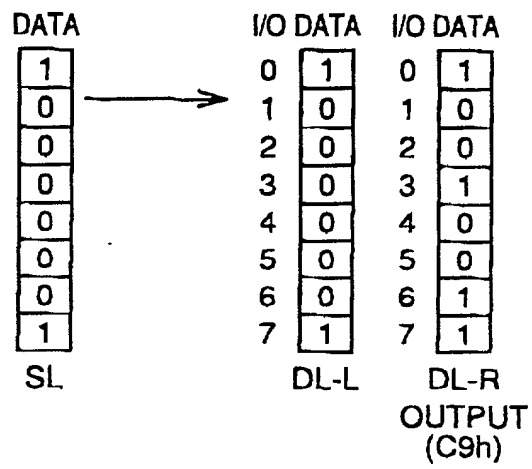 DATA I/O DATA I/O DATA
1 0 1 0 1
0 1 0 1 0
0 2 0 2 0
0 3 0 3 1
0 4 0 4 0
0 5 0 5 0
0 6 0 6 1
1 7 1 7 1
SL DL-L DL-R
OUTPUT
(C9h)